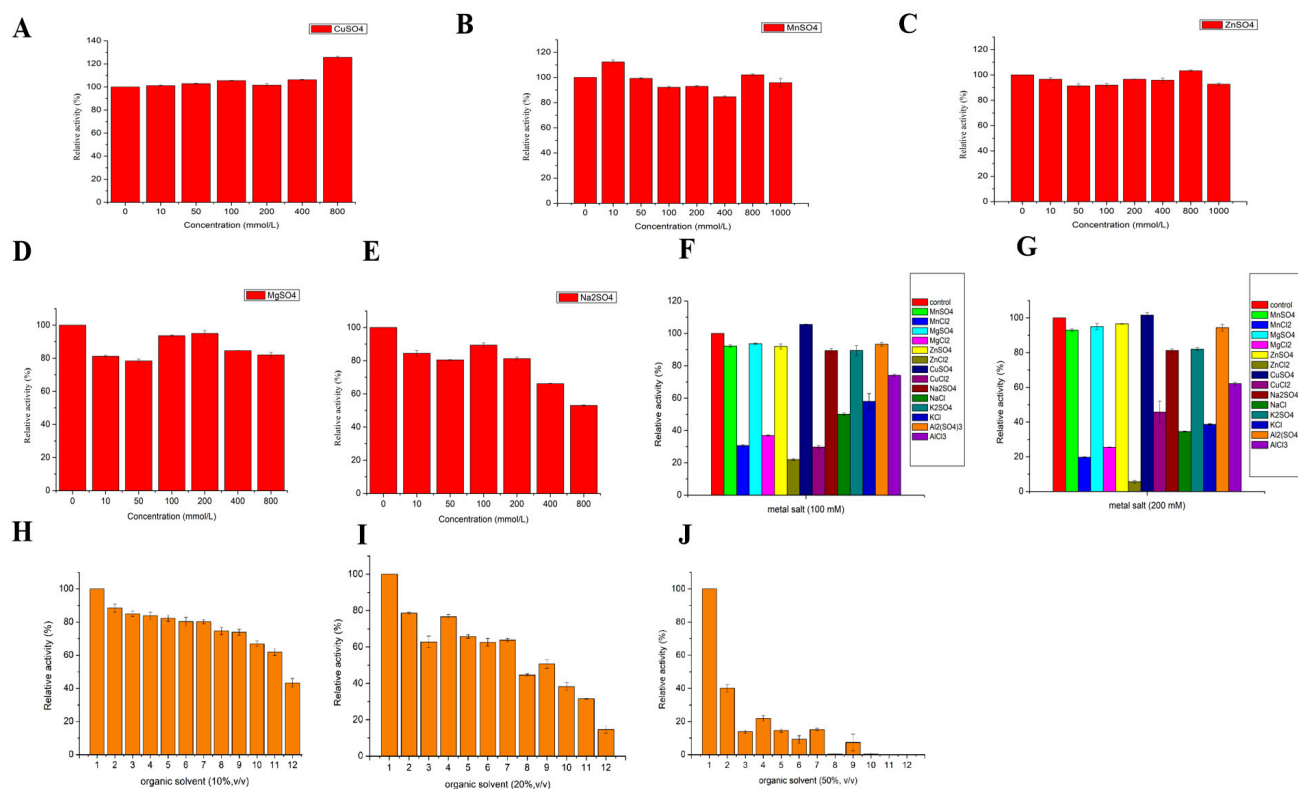 A
CuSO4
Relative activity (%)
140
120
100
80
60
40
20
0
0 10 50 100 200 400 800
Concentration (mmol/L)
B
MnSO4
Relative activity (%)
120
100
80
60
40
20
0
0 10 50 100 200 400 800 1000
Concentration (mmol/L)
C
ZnSO4
Relative activity (%)
120
100
80
60
40
20
0
0 10 50 100 200 400 800 1000
Concentration (mmol/L)
D
MgSO4
Relative activity (%)
120
100
80
60
40
20
0
0 10 50 100 200 400 800
Concentration (mmol/L)
E
Na2SO4
Relative activity (%)
100
80
60
40
20
0
0 10 50 100 200 400 800
Concentration (mmol/L)
F
Relative activity (%)
120
100
80
60
40
20
0
metal salt (100 mM)
control
MnSO4
MnCl2
MgSO4
MgCl2
ZnSO4
ZnCl2
CuSO4
CuCl2
Na2SO4
NaCl
K2SO4
KCl
Al2(SO4)3
AlCl3
G
Relative activity (%)
100
80
60
40
20
0
metal salt (200 mM)
control
MnSO4
MnCl2
MgSO4
MgCl2
ZnSO4
ZnCl2
CuSO4
CuCl2
Na2SO4
NaCl
K2SO4
KCl
Al2(SO4
AlCl3
H
Relative activity (%)
100
80
60
40
20
0
1 2 3 4 5 6 7 8 9 10 11 12
organic solvent (10%,v/v)
I
Relative activity (%)
100
80
60
40
20
0
1 2 3 4 5 6 7 8 9 10 11 12
organic solvent (20%,v/v)
J
Relative activity (%)
100
80
60
40
20
0
1 2 3 4 5 6 7 8 9 10 11 12
organic solvent (50%, v/v)